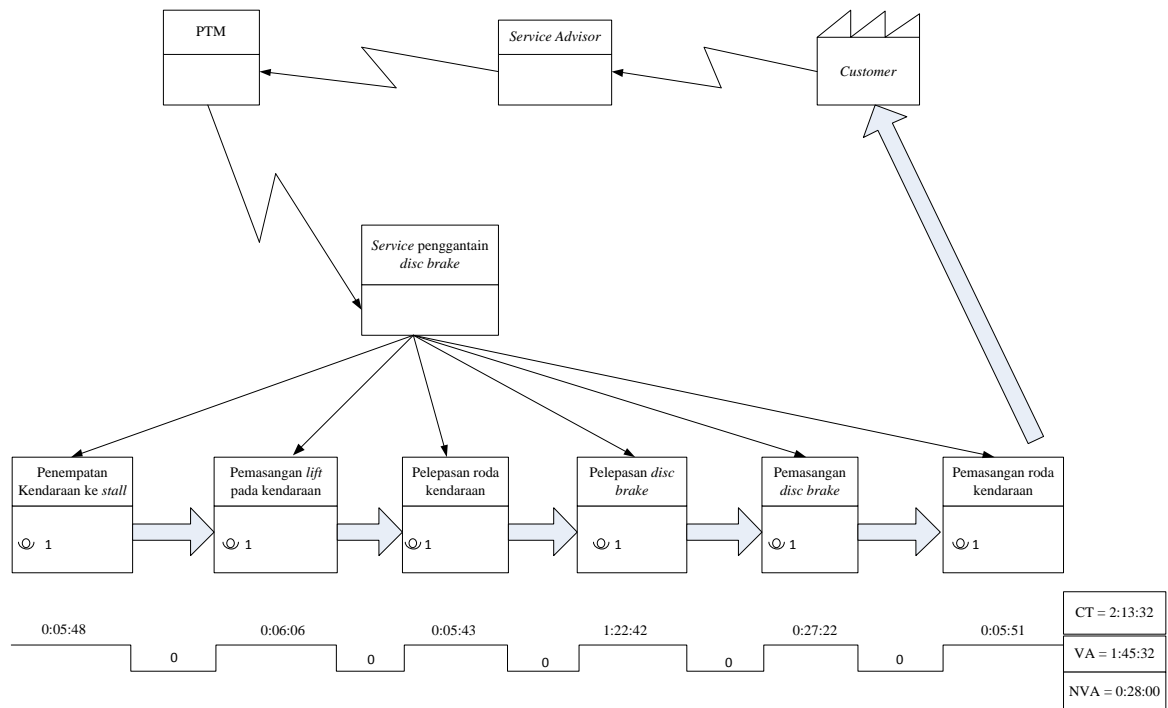 PTM
Service Advisor
Customer
Service penggantain
disc brake
Penempatan
Kendaraan ke stall
1
Pemasangan lift
pada kendaraan
1
Pelepasan roda
kendaraan
1
Pelepasan disc
brake
1
Pemasangan
disc brake
1
Pemasangan roda
kendaraan
1
0:05:48
0
0:06:06
0
0:05:43
0
1:22:42
0
0:27:22
0
0:05:51
CT = 2:13:32
VA = 1:45:32
NVA = 0:28:00